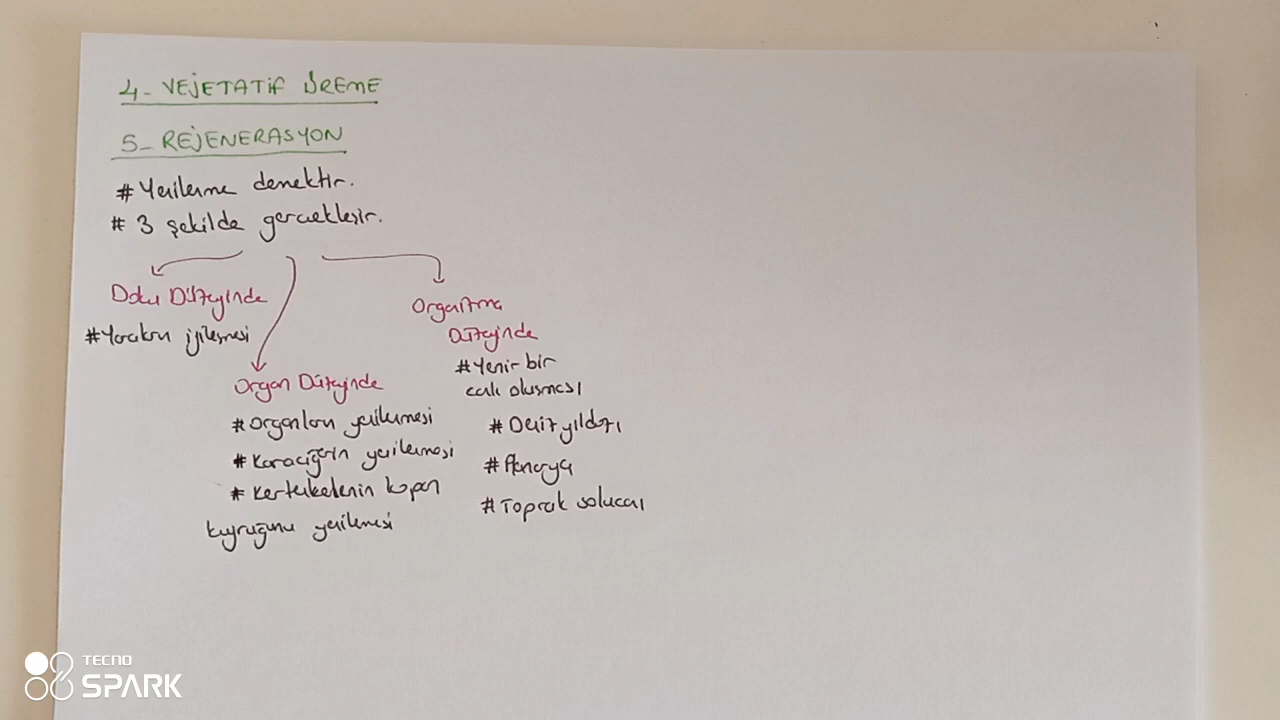 4- VEJETATİF ÜREME
5- REJENERASYON
# Yenilenme demektir.
# 3 şekilde gerçekleşir.
Doku Düzeyinde
# Yaraların iyileşmesi
Organ Düzeyinde
# Organların yenilenmesi
# Karaciğerin yenilenmesi
# Kertenkelenin kopan
kuyruğunu yenilemesi
Organizma
Düzeyinde
# Yeni bir
canlı oluşması
# Deniz yıldızı
# Planarya
# Toprak solucanı
TECNO
SPARK